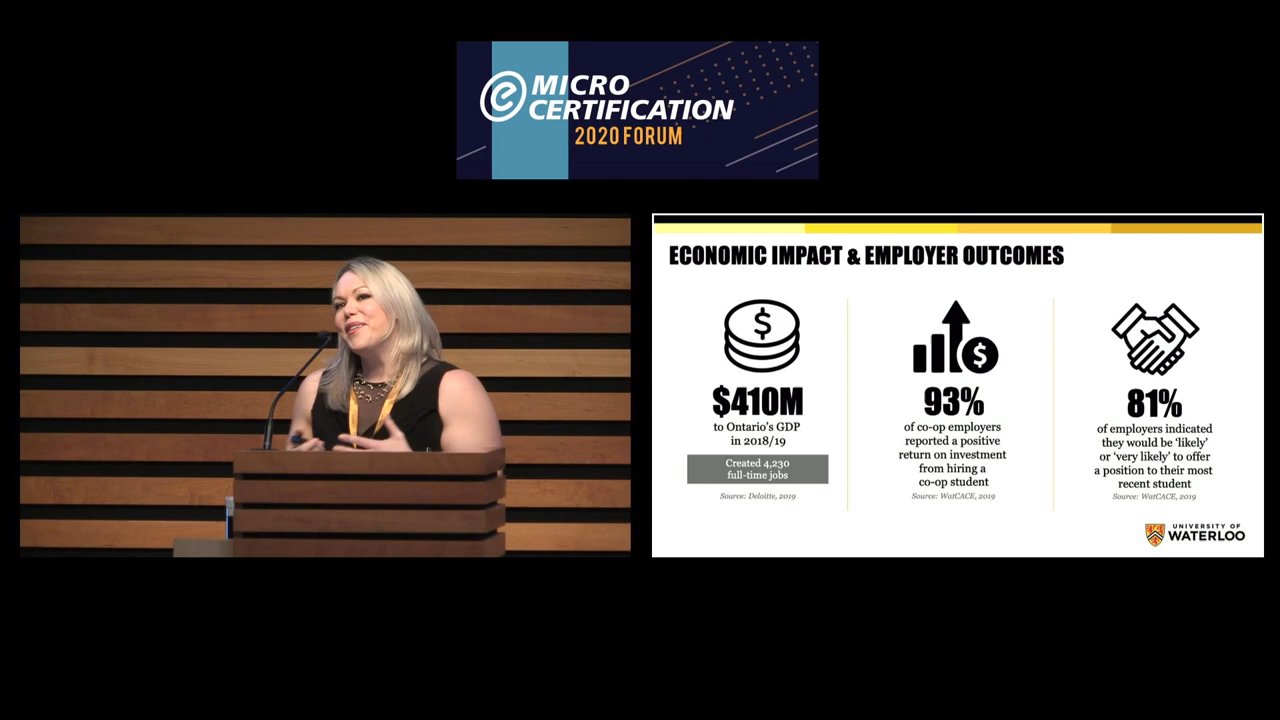 MICRO
CERTIFICATION
2020 FORUM
ECONOMIC IMPACT & EMPLOYER OUTCOMES
$410M
to Ontario's GDP
in 2018/19
Created 4,230
full-time jobs
Source: Deloitte, 2019
93%
of co-op employers
reported a positive
return on investment
from hiring a
co-op student
Source: WatCACE, 2019
81%
of employers indicated
they would be 'likely'
or 'very likely' to offer
a position to their most
recent student
Source: WatCACE, 2019
UNIVERSITY OF
WATERLOO